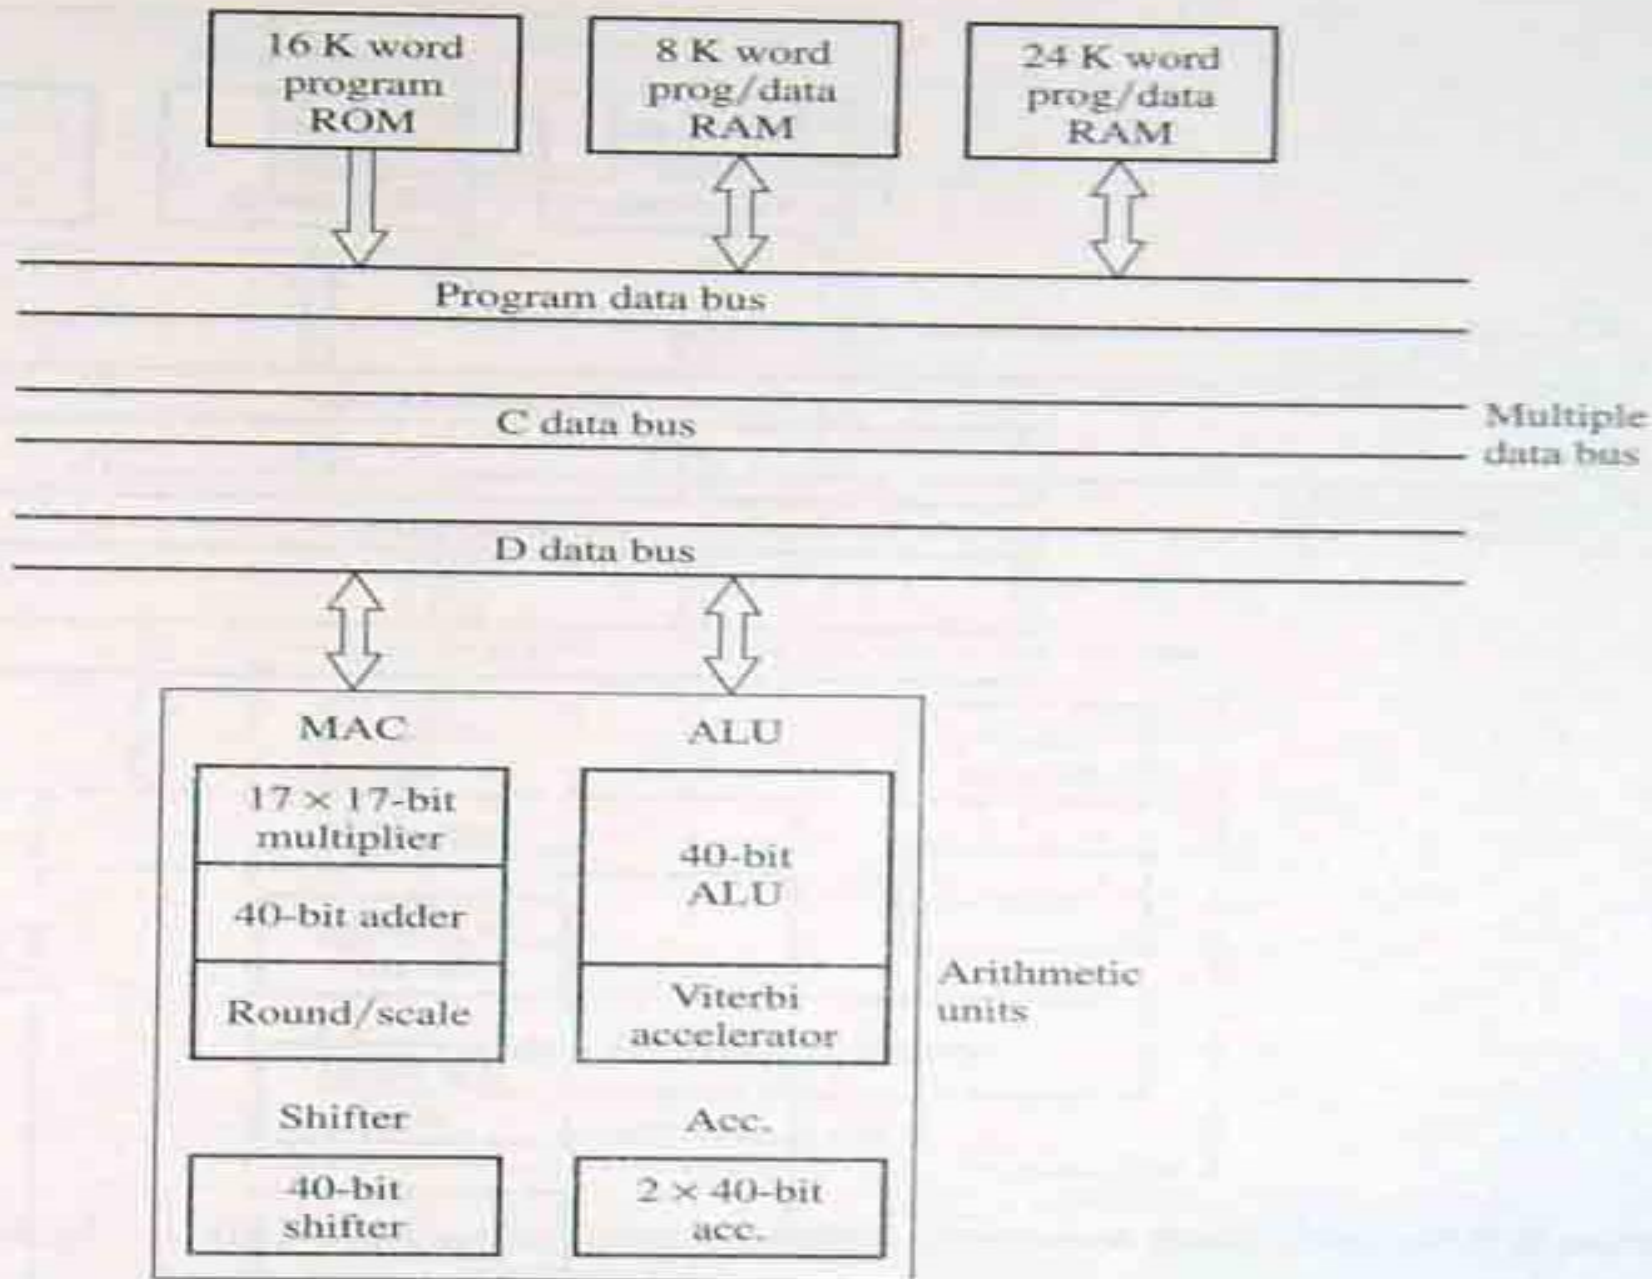 16 K word
program
ROM
8 K word
prog/data
RAM
24 K word
prog/data
RAM
Program data bus
C data bus
Multiple
data bus
D data bus
MAC
ALU
17 × 17-bit
multiplier
40-bit adder
Round/scale
40-bit
ALU
Viterbi
accelerator
Arithmetic
units
Shifter
Acc.
40-bit
shifter
2 × 40-bit
acc.